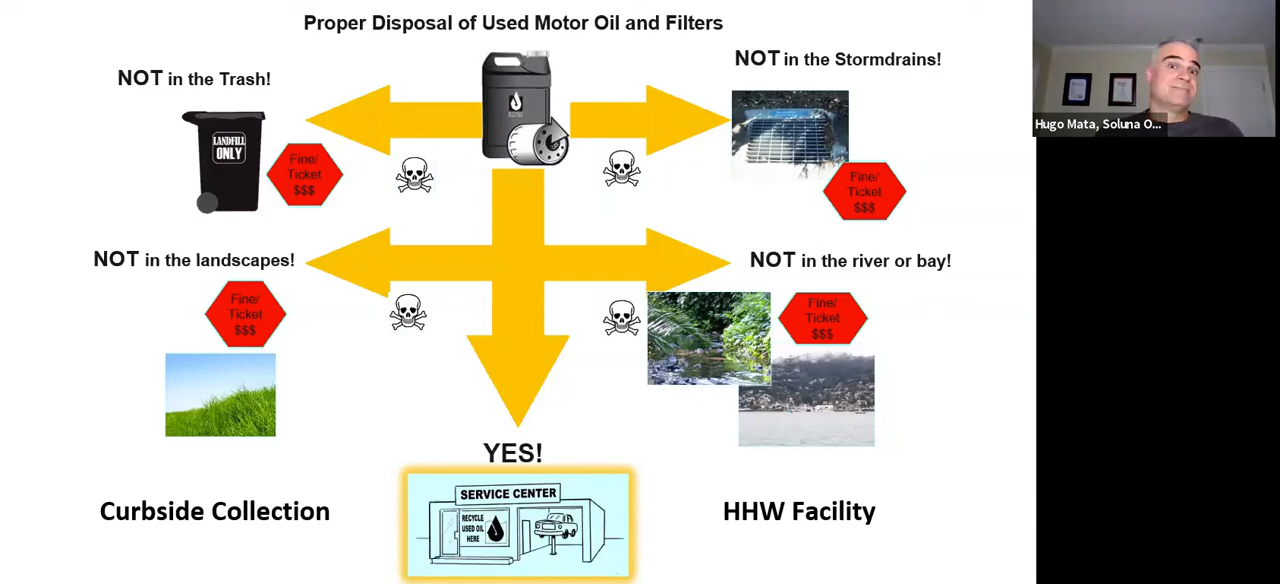 Proper Disposal of Used Motor Oil and Filters
NOT in the Trash!
NOT in the Stormdrains!
LANDFILL
ONLY
Fine/
Ticket
$$$
Fine/
Ticket
$$$
NOT in the landscapes!
NOT in the river or bay!
Fine/
Ticket
$$$
Fine/
Ticket
$$$
YES!
Curbside Collection
SERVICE CENTER
RECYCLE
USED OIL
HERE
HHW Facility
Hugo Mata, Soluna O...